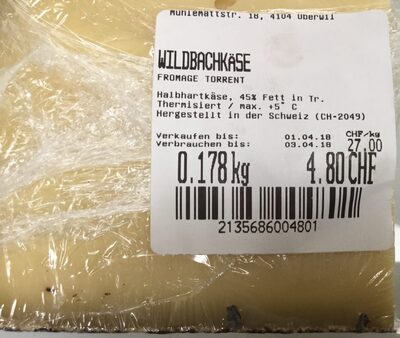 Mühlemattstr. 18, 4104 Oberwil
WILDBACHKÄSE
FROMAGE TORRENT
Halbhartkäse, 45% Fett in Tr.
Thermisiert / max. +5° C
Hergestellt in der Schweiz (CH-2049)
Verkaufen bis: 01.04.18 CHF/kg
Verbrauchen bis: 03.04.18 27.00
0.178 kg 4.80 CHF
2135686004801